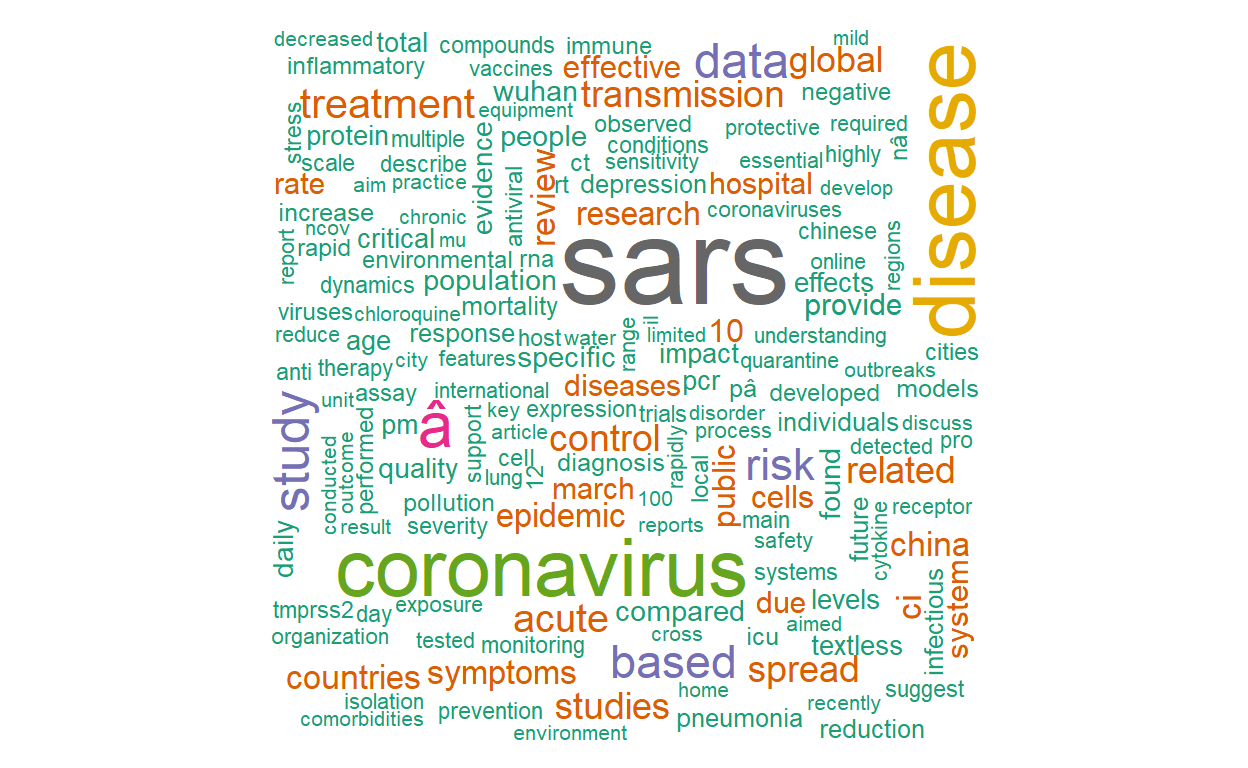 decreased
total
compounds
immune
mild
inflammatory
vaccines
effective
data
global
disease
treatment
equipment
wuhan
transmission
negative
stress
protein
multiple
evidence
people
observed
conditions
protective
required
nâ
scale
describe
antiviral
review
ct
sensitivity
essential
highly
rate
aim
practice
rt
depression
hospital
develop
increase
chronic
research
coronaviruses
ncov
report
rapid
critical
mu
sars
chinese
regions
environmental
rna
online
dynamics
population
effects
viruses
chloroquine
mortality
provide
reduce
age
response
host
water
range
il
limited
10
understanding
anti
therapy
city
features
specific
impact
quarantine
cities
outbreaks
study
unit
assay
international
diseases
pcr
pâ
developed
models
pm
â
support
key
expression
trials
disorder
individuals
discuss
article
control
process
detected
pro
conducted
outcome
performed
quality
cell
lung
12
diagnosis
rapidly
local
public
risk
found
related
pollution
march
100
cells
receptor
daily
result
severity
epidemic
reports
main
future
cytokine
china
safety
coronavirus
systems
infectious
system
tmprss2
day
exposure
acute
compared
due
levels
ci
organization
tested
monitoring
cross
icu
aimed
textless
countries
symptoms
based
spread
isolation
home
suggest
comorbidities
prevention
studies
pneumonia
recently
environment
reduction